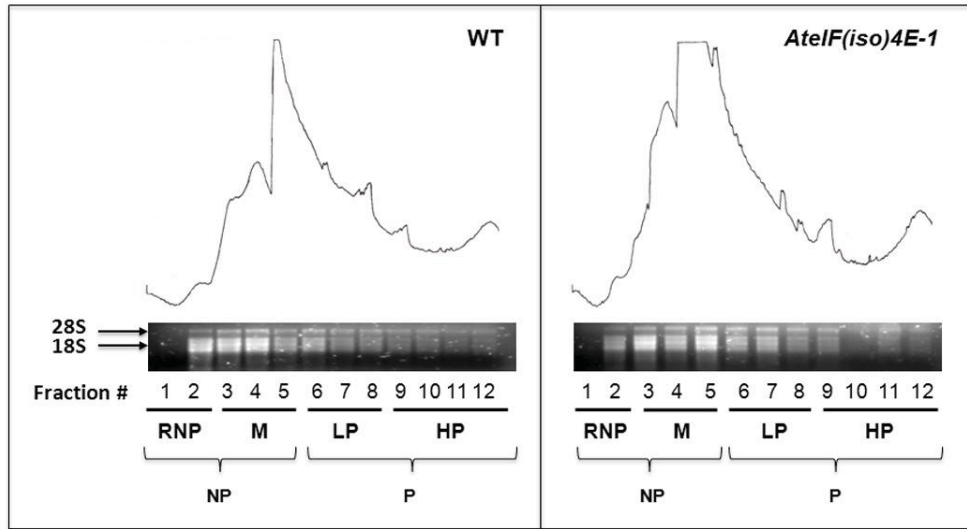 WT
28S
18S
Fraction # 1 2 3 4 5 6 7 8 9 10 11 12
RNP M LP HP
NP P
AteIF(iso)4E-1
1 2 3 4 5 6 7 8 9 10 11 12
RNP M LP HP
NP P